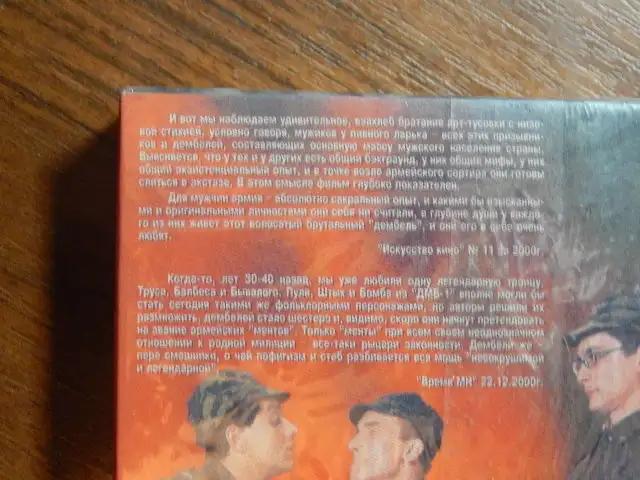 И вот мы наблюдаем удивительное, взахлеб братание арт-тусовки с низо-
вой стихией, условно говоря, мужиков у пивного ларька - всех этих призывни-
ков и дембелей, составляющих основную массу мужского населения страны.
Выясняется, что у тех и у других есть общий бэкграунд, у них общие мифы, у них
общий экзистенциальный опыт, и в точке возле армейского сортира они готовы
слиться в экстазе. В этом смысле фильм глубоко показателен.
Для мужчин армия - абсолютно сакральный опыт, и какими бы изысканны-
ми и оригинальными личностями они себя ни считали, в глубине души у каждо-
го из них живет этот волосатый брутальный "дембель", и они его в себе очень
любят.
"Искусство кино" № 11 за 2000г.
Когда-то, лет 30-40 назад, мы уже любили одну легендарную троицу,
Труса, Балбеса и Бывалого. Пуля, Штык и Бомба из "ДМБ-1" вполне могли бы
стать сегодня такими же фольклорными персонажами, но авторы решили их
размножить, дембелей стало шестеро и, видимо, скоро они начнут претендовать
на звание армейских "ментов". Только "менты" при всем своем неоднозначном
отношении к родной милиции - все-таки рыцари законности. Дембели же -
пере смешники, о чей пофигизм и стеб разбивается вся мощь "несокрушимой
и легендарной".
"Время МН" 22.12.2000г.